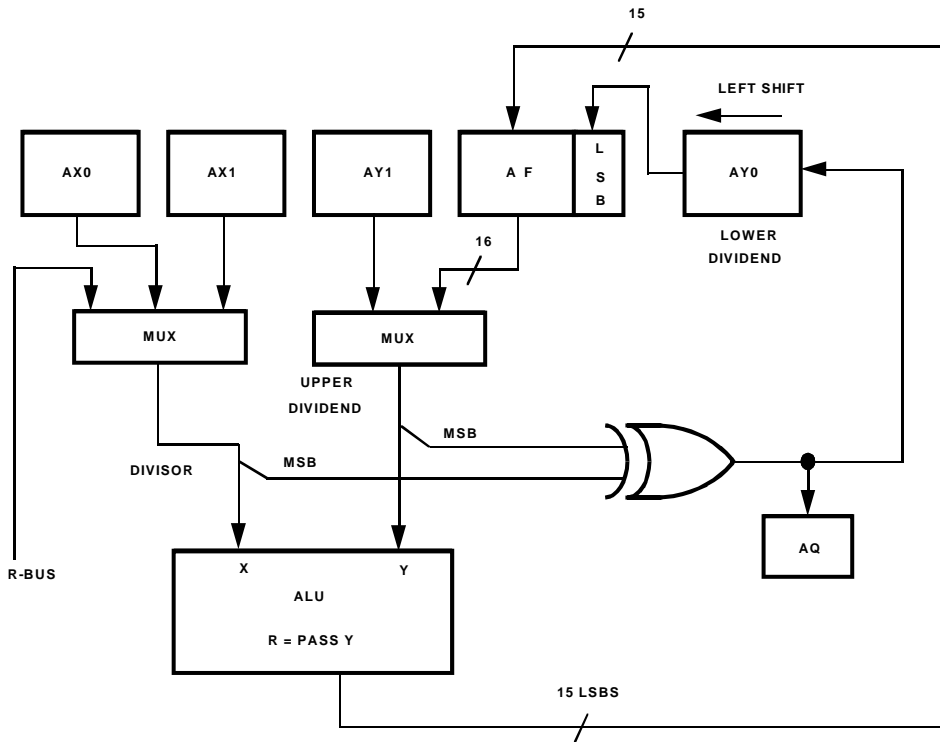 15
LEFT SHIFT
AX0
AX1
AY1
A F
L
S
B
AY0
LOWER
DIVIDEND
16
MUX
MUX
UPPER
DIVIDEND
MSB
DIVISOR
MSB
R-BUS
X
Y
ALU
R = PASS Y
AQ
15 LSBS